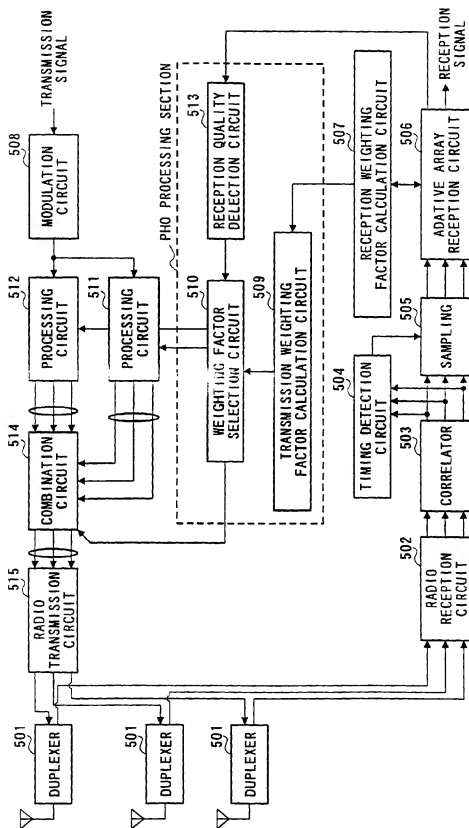 TRANSMISSION
SIGNAL
508
MODULATION
CIRCUIT
512
PROCESSING
CIRCUIT
511
PROCESSING
CIRCUIT
514
COMBINATION
CIRCUIT
515
RADIO
TRANSMISSION
CIRCUIT
501
DUPLEXER
501
DUPLEXER
501
DUPLEXER
PHO PROCESSING SECTION
513
RECEPTION QUALITY
DELECTION CIRCUIT
510
WEIGHTING FACTOR
SELECTION CIRCUIT
509
TRANSMISSION WEIGHTING
FACTOR CALCULATION CIRCUIT
507
RECEPTION WEIGHTING
FACTOR CALCULATION CIRCUIT
504
TIMING DETECTION
CIRCUIT
502
RADIO
RECEPTION
CIRCUIT
503
CORRELATOR
505
SAMPLING
506
ADATIVE ARRAY
RECEPTION CIRCUIT
RECEPTION
SIGNAL